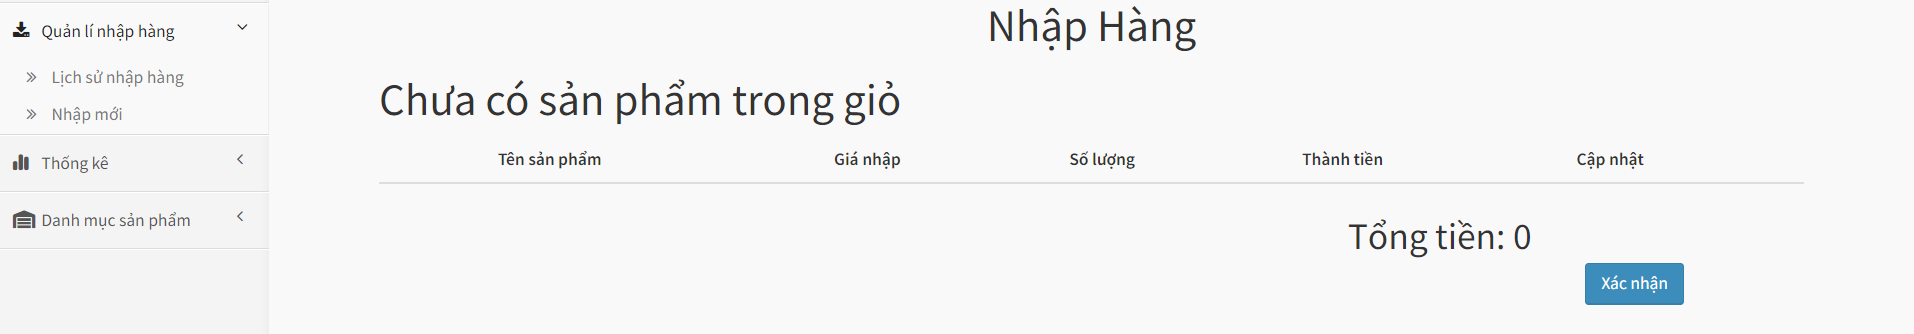 Quản lí nhập hàng
Lịch sử nhập hàng
Nhập mới
Thống kê
Danh mục sản phẩm
Nhập Hàng
Chưa có sản phẩm trong giỏ
Tên sản phẩm Giá nhập Số lượng Thành tiền Cập nhật
Tổng tiền: 0
Xác nhận